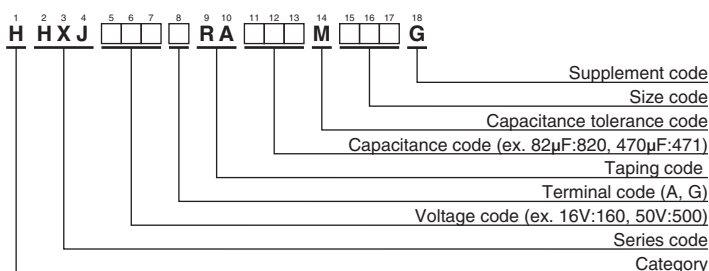 1 2 3 4 5 6 7 8 9 10 11 12 13 14 15 16 17 18
H HXJ □□□ □ RA □□□ M □□□ G
Supplement code
Size code
Capacitance tolerance code
Capacitance code (ex. 82µF:820, 470µF:471)
Taping code
Terminal code (A, G)
Voltage code (ex. 16V:160, 50V:500)
Series code
Category